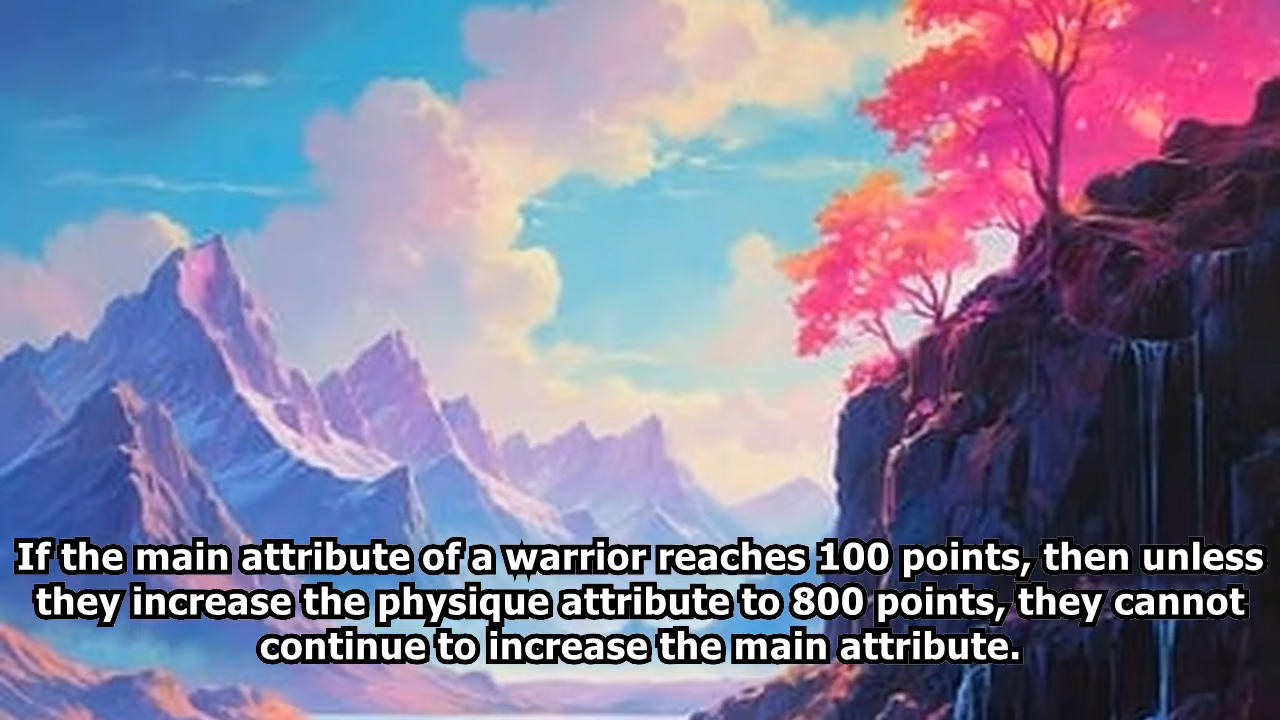 If the main attribute of a warrior reaches 100 points, then unless
they increase the physique attribute to 800 points, they cannot
continue to increase the main attribute.